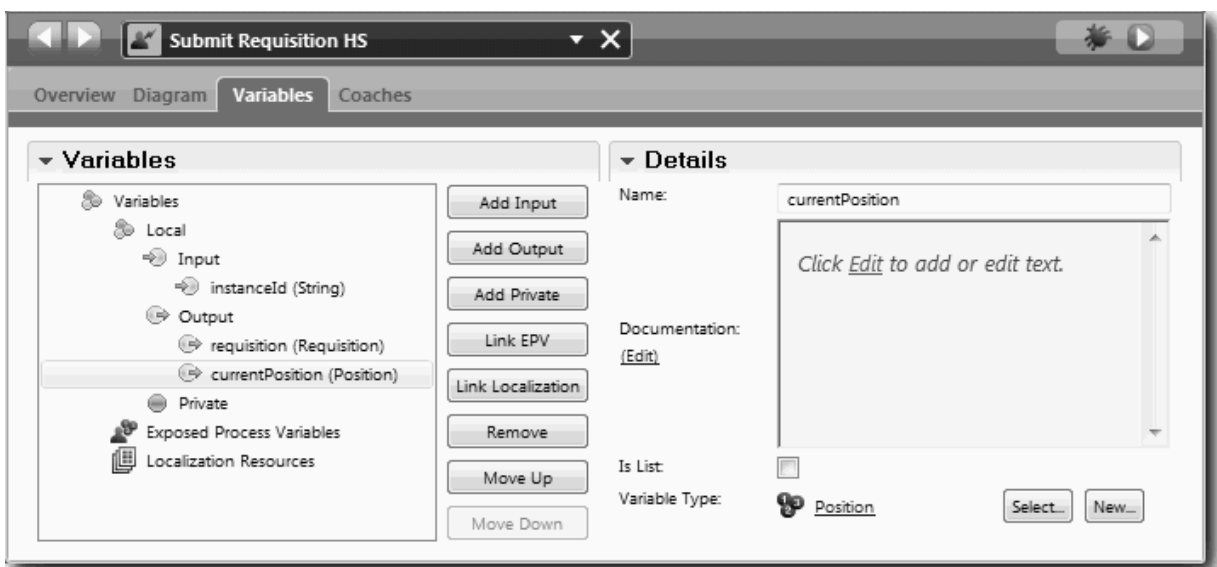 Submit Requisition HS
Overview Diagram Variables Coaches
Variables
Variables
Local
Input
instanceId (String)
Output
requisition (Requisition)
currentPosition (Position)
Private
Exposed Process Variables
Localization Resources
Add Input
Add Output
Add Private
Link EPV
Link Localization
Remove
Move Up
Move Down
Details
Name: currentPosition
Click Edit to add or edit text.
Documentation:
(Edit)
Is List:
Variable Type: Position Select... New...